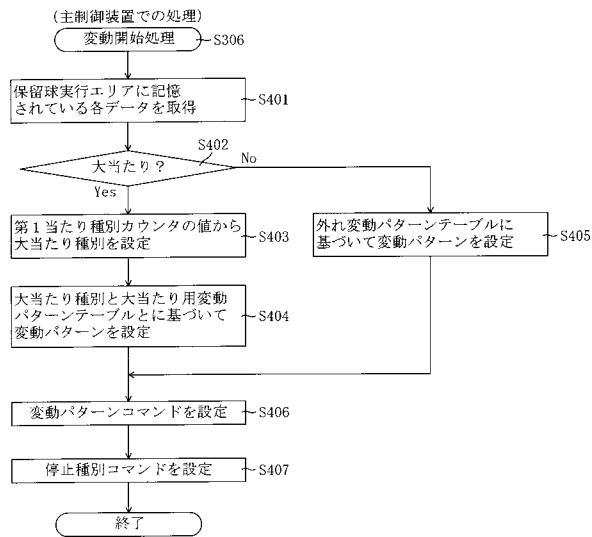 (主制御装置での処理)
変動開始処理
S306
保留球実行エリアに記憶
されている各データを取得
S401
S402
大当たり?
No
Yes
第1当たり種別カウンタの値から
大当たり種別を設定
S403
外れ変動パターンテーブルに
基づいて変動パターンを設定
S405
大当たり種別と大当たり用変動
パターンテーブルとに基づいて
変動パターンを設定
S404
変動パターンコマンドを設定
S406
停止種別コマンドを設定
S407
終了